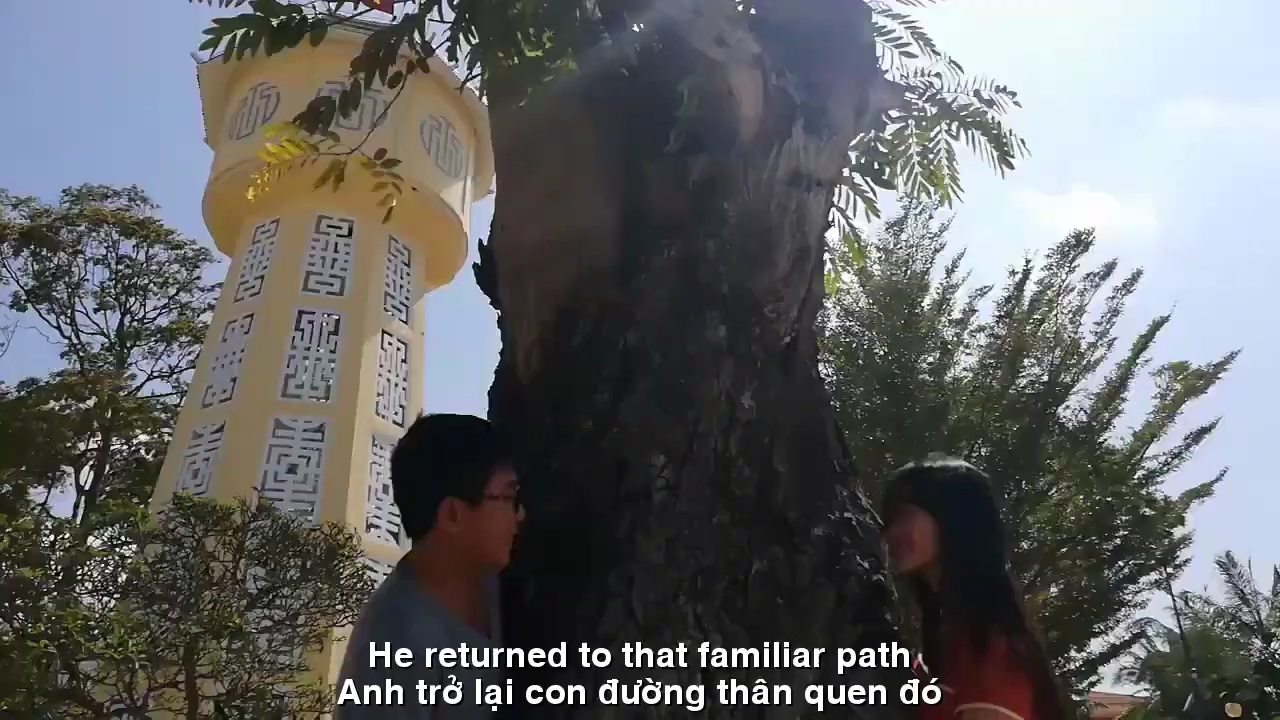 He returned to that familiar path
Anh trở lại con đường thân quen đó